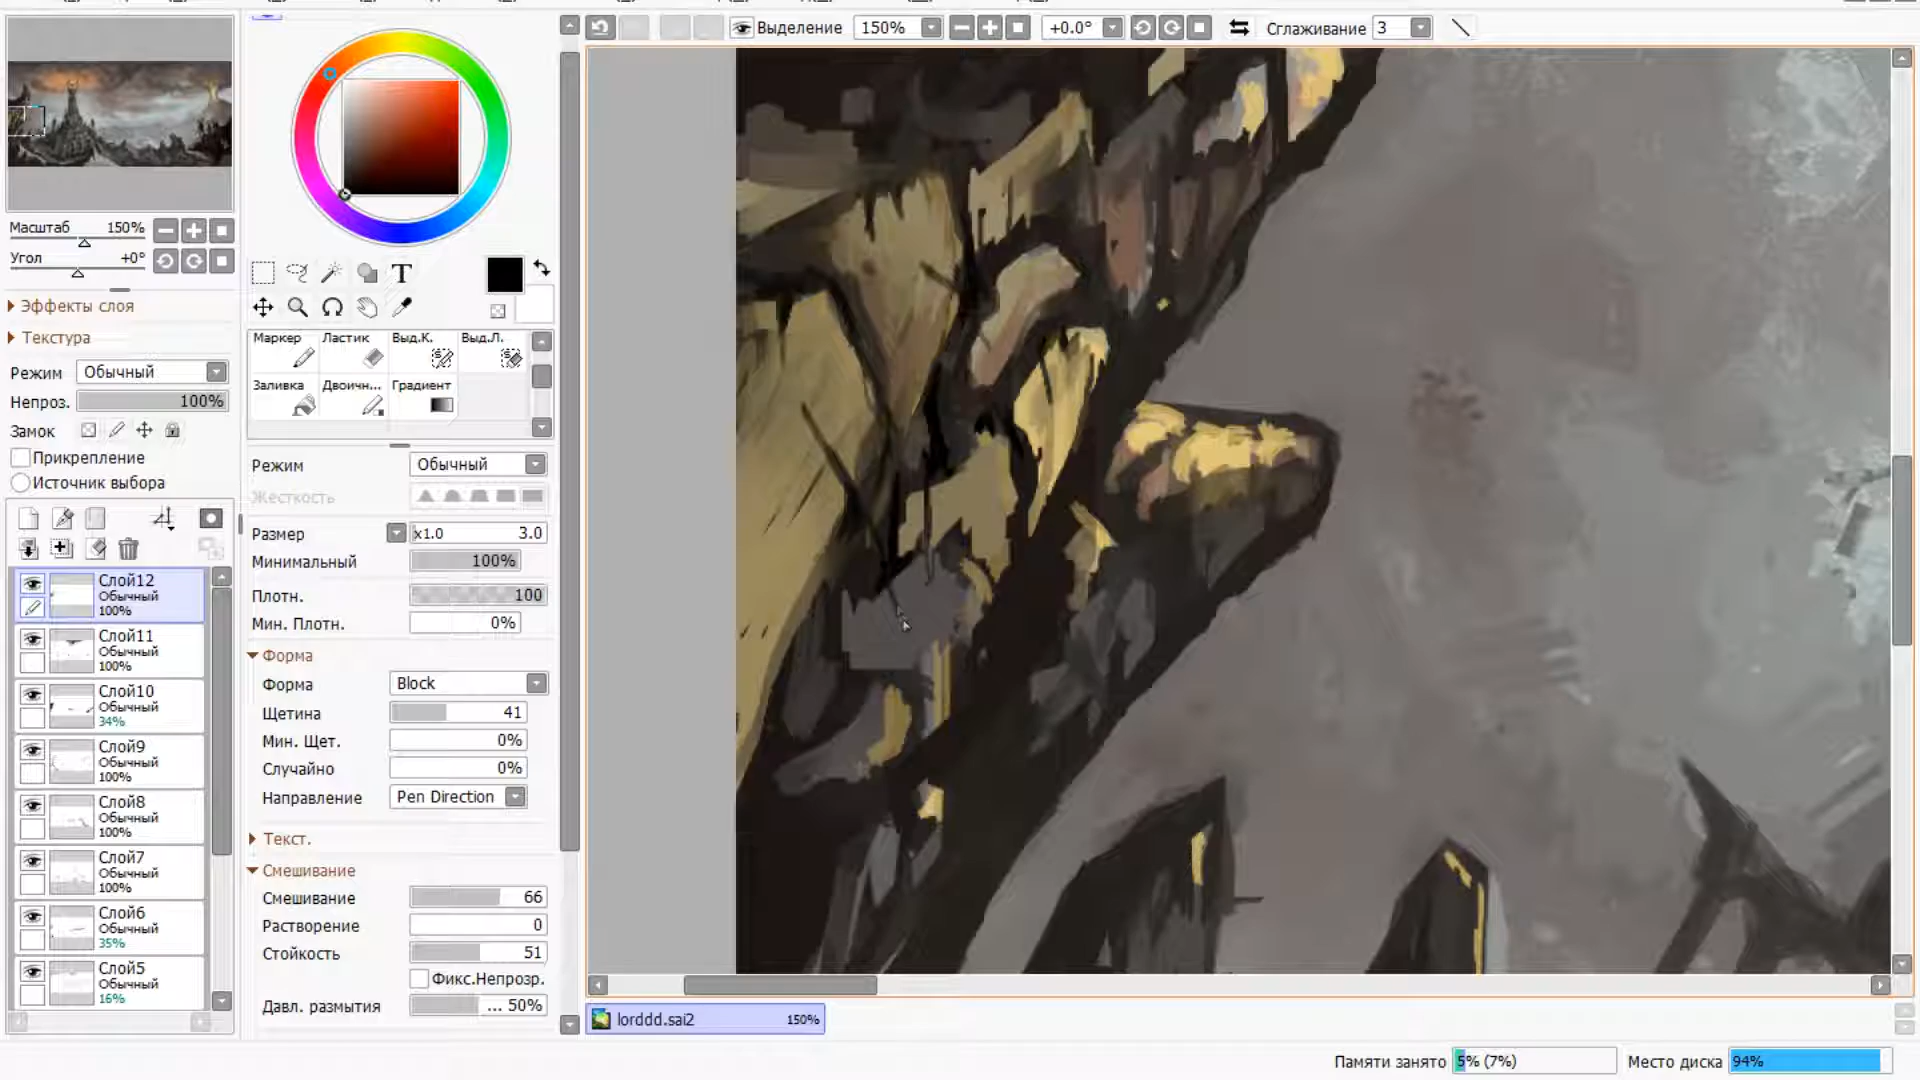 Выделение 150% +0.0° Сглаживание 3
Масштаб 150%
Угол +0°
Эффекты слоя
Текстура
Режим Обычный
Непроз. 100%
Замок
Прикрепление
Источник выбора
Слой12
Обычный
100%
Слой11
Обычный
100%
Слой10
Обычный
34%
Слой9
Обычный
100%
Слой8
Обычный
100%
Слой7
Обычный
100%
Слой6
Обычный
35%
Слой5
Обычный
16%
T
Маркер Ластик Выд.К. Выд.Л.
Заливка Двоичн... Градиент
Режим Обычный
Жесткость
Размер x1.0 3.0
Минимальный 100%
Плотн. 100
Мин. Плотн. 0%
Форма
Форма Block
Щетина 41
Мин. Щет. 0%
Случайно 0%
Направление Pen Direction
Текст.
Смешивание
Смешивание 66
Растворение 0
Стойкость 51
Фикс.Непрозр.
Давл. размытия ... 50%
lorddd.sai2 150%
Памяти занято 5% (7%) Место диска 94%